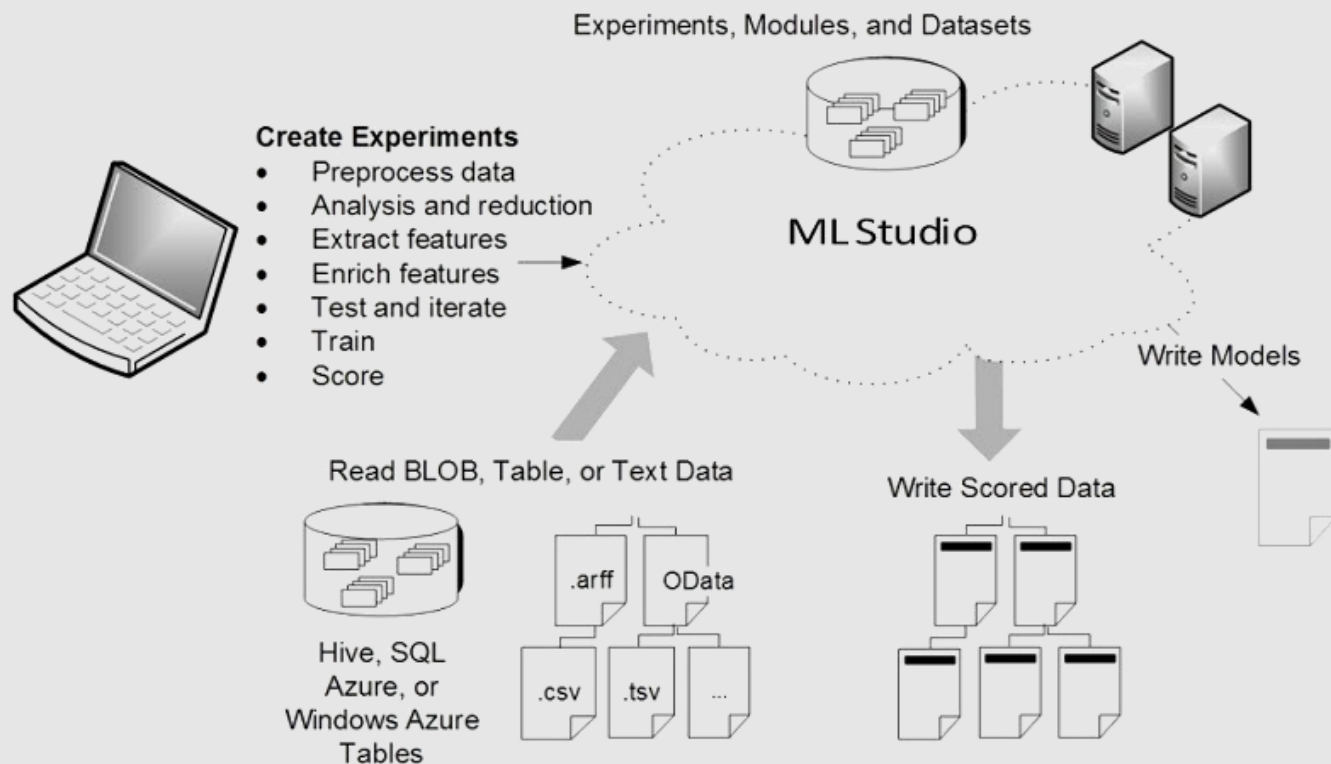 Experiments, Modules, and Datasets
Create Experiments
• Preprocess data
• Analysis and reduction
• Extract features
• Enrich features
• Test and iterate
• Train
• Score
ML Studio
Write Models
Read BLOB, Table, or Text Data
Write Scored Data
.arff
OData
.csv
.tsv
...
Hive, SQL
Azure, or
Windows Azure
Tables